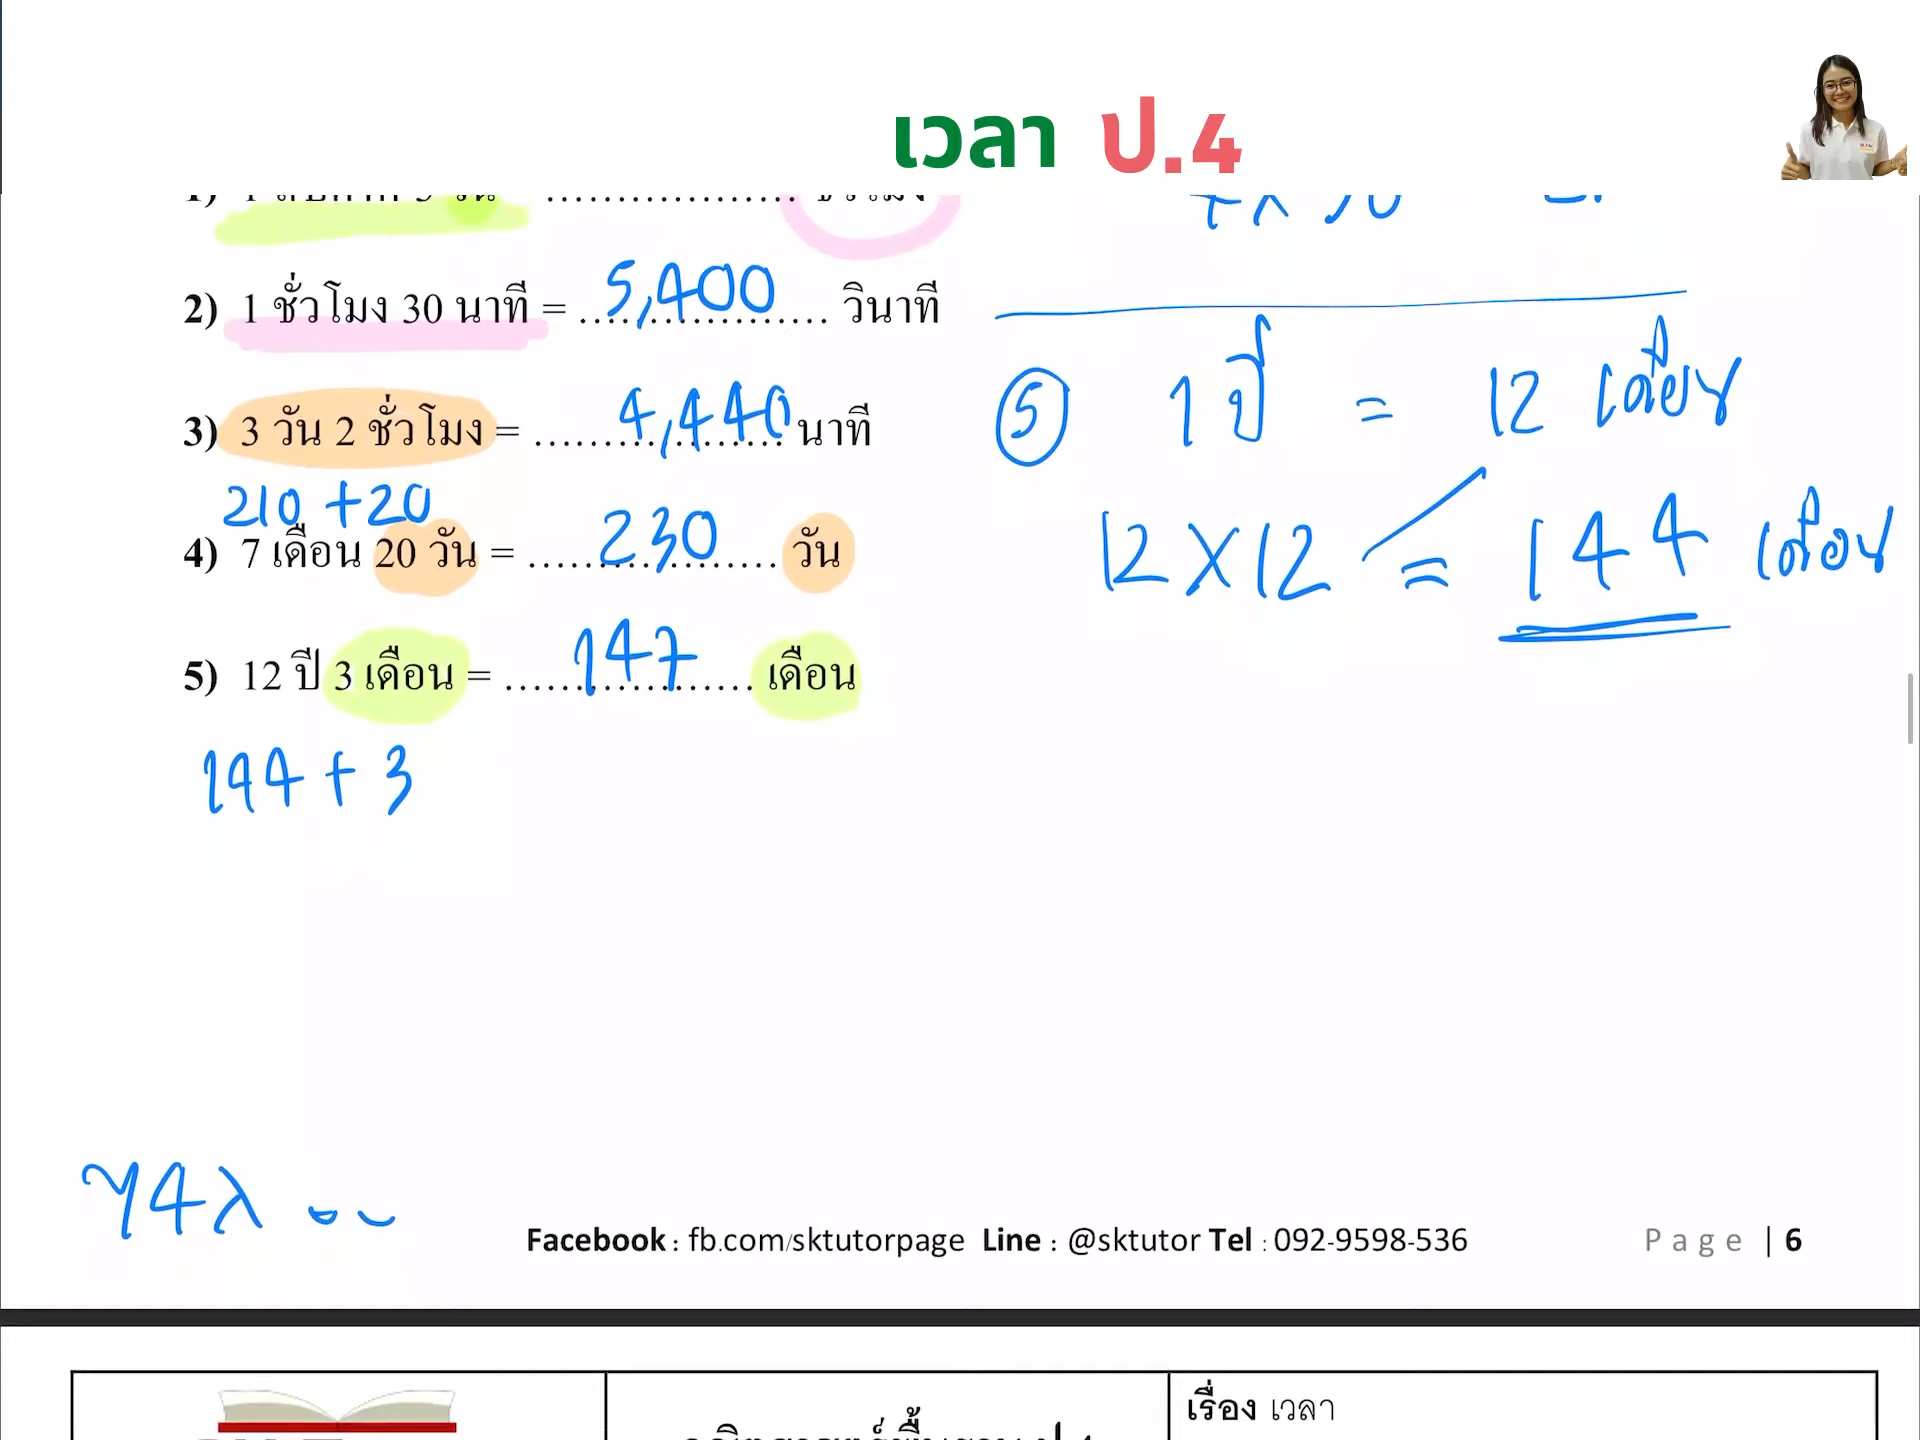 เวลา ป.4
2) 1 ชั่วโมง 30 นาที = 5,400 วินาที
3) 3 วัน 2 ชั่วโมง = 4,440 นาที
210 +20
4) 7 เดือน 20 วัน = 230 วัน
5) 12 ปี 3 เดือน = 147 เดือน
144 + 3
5 1 ปี = 12 เดือน
12 X 12 = 144 เดือน
Facebook : fb.com/sktutorpage Line : @sktutor Tel : 092-9598-536
Page | 6
เรื่อง เวลา